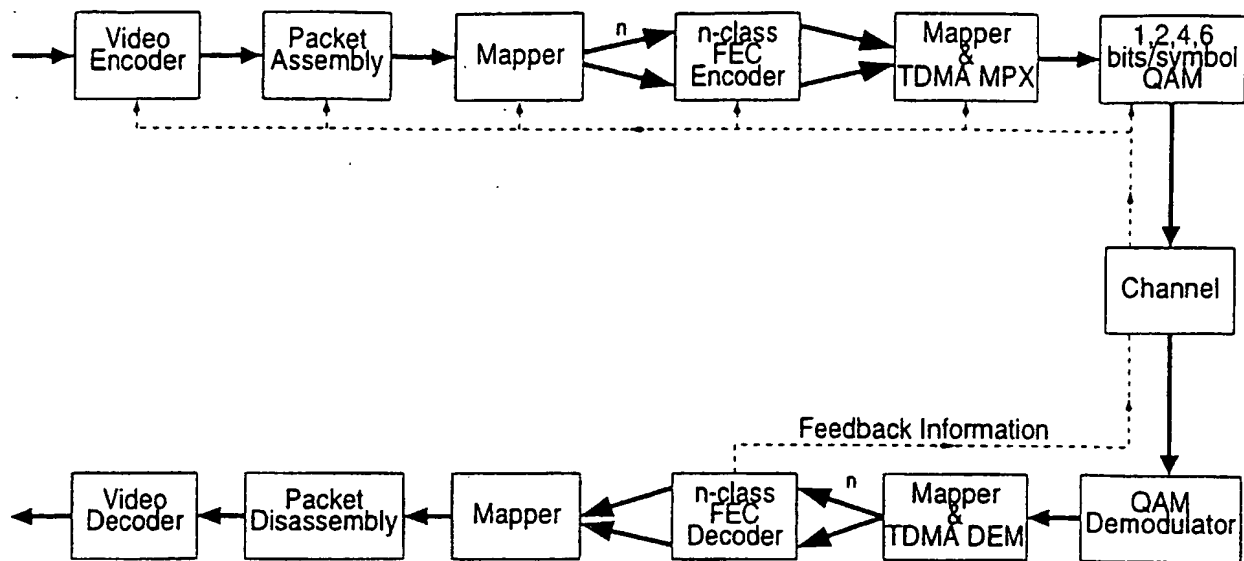 Video
Encoder
Packet
Assembly
Mapper
n
n-class
FEC
Encoder
Mapper
&
TDMA MPX
1,2,4,6
bits/symbol
QAM
Channel
Feedback Information
Video
Decoder
Packet
Disassembly
Mapper
n-class
FEC
Decoder
n
Mapper
&
TDMA DEM
QAM
Demodulator